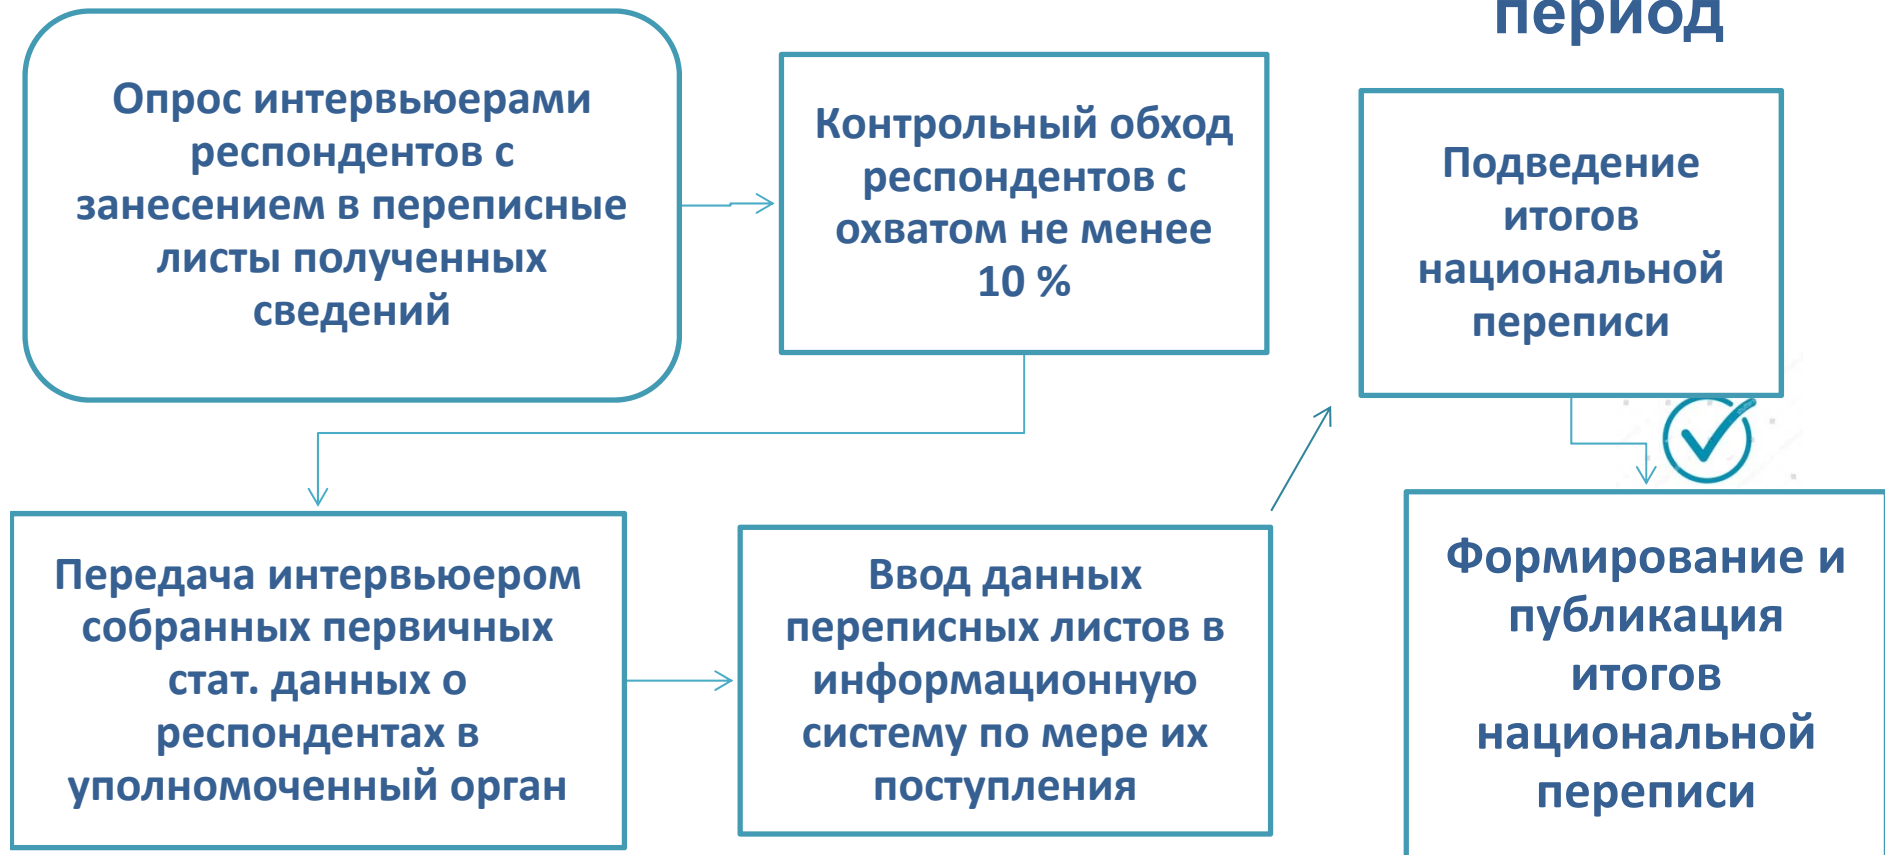 период
Опрос интервьюерами
респондентов с
занесением в переписные
листы полученных
сведений
Контрольный обход
респондентов с
охватом не менее
10 %
Подведение
итогов
национальной
переписи
Передача интервьюером
собранных первичных
стат. данных о
респондентах в
уполномоченный орган
Ввод данных
переписных листов в
информационную
систему по мере их
поступления
Формирование и
публикация
итогов
национальной
переписи